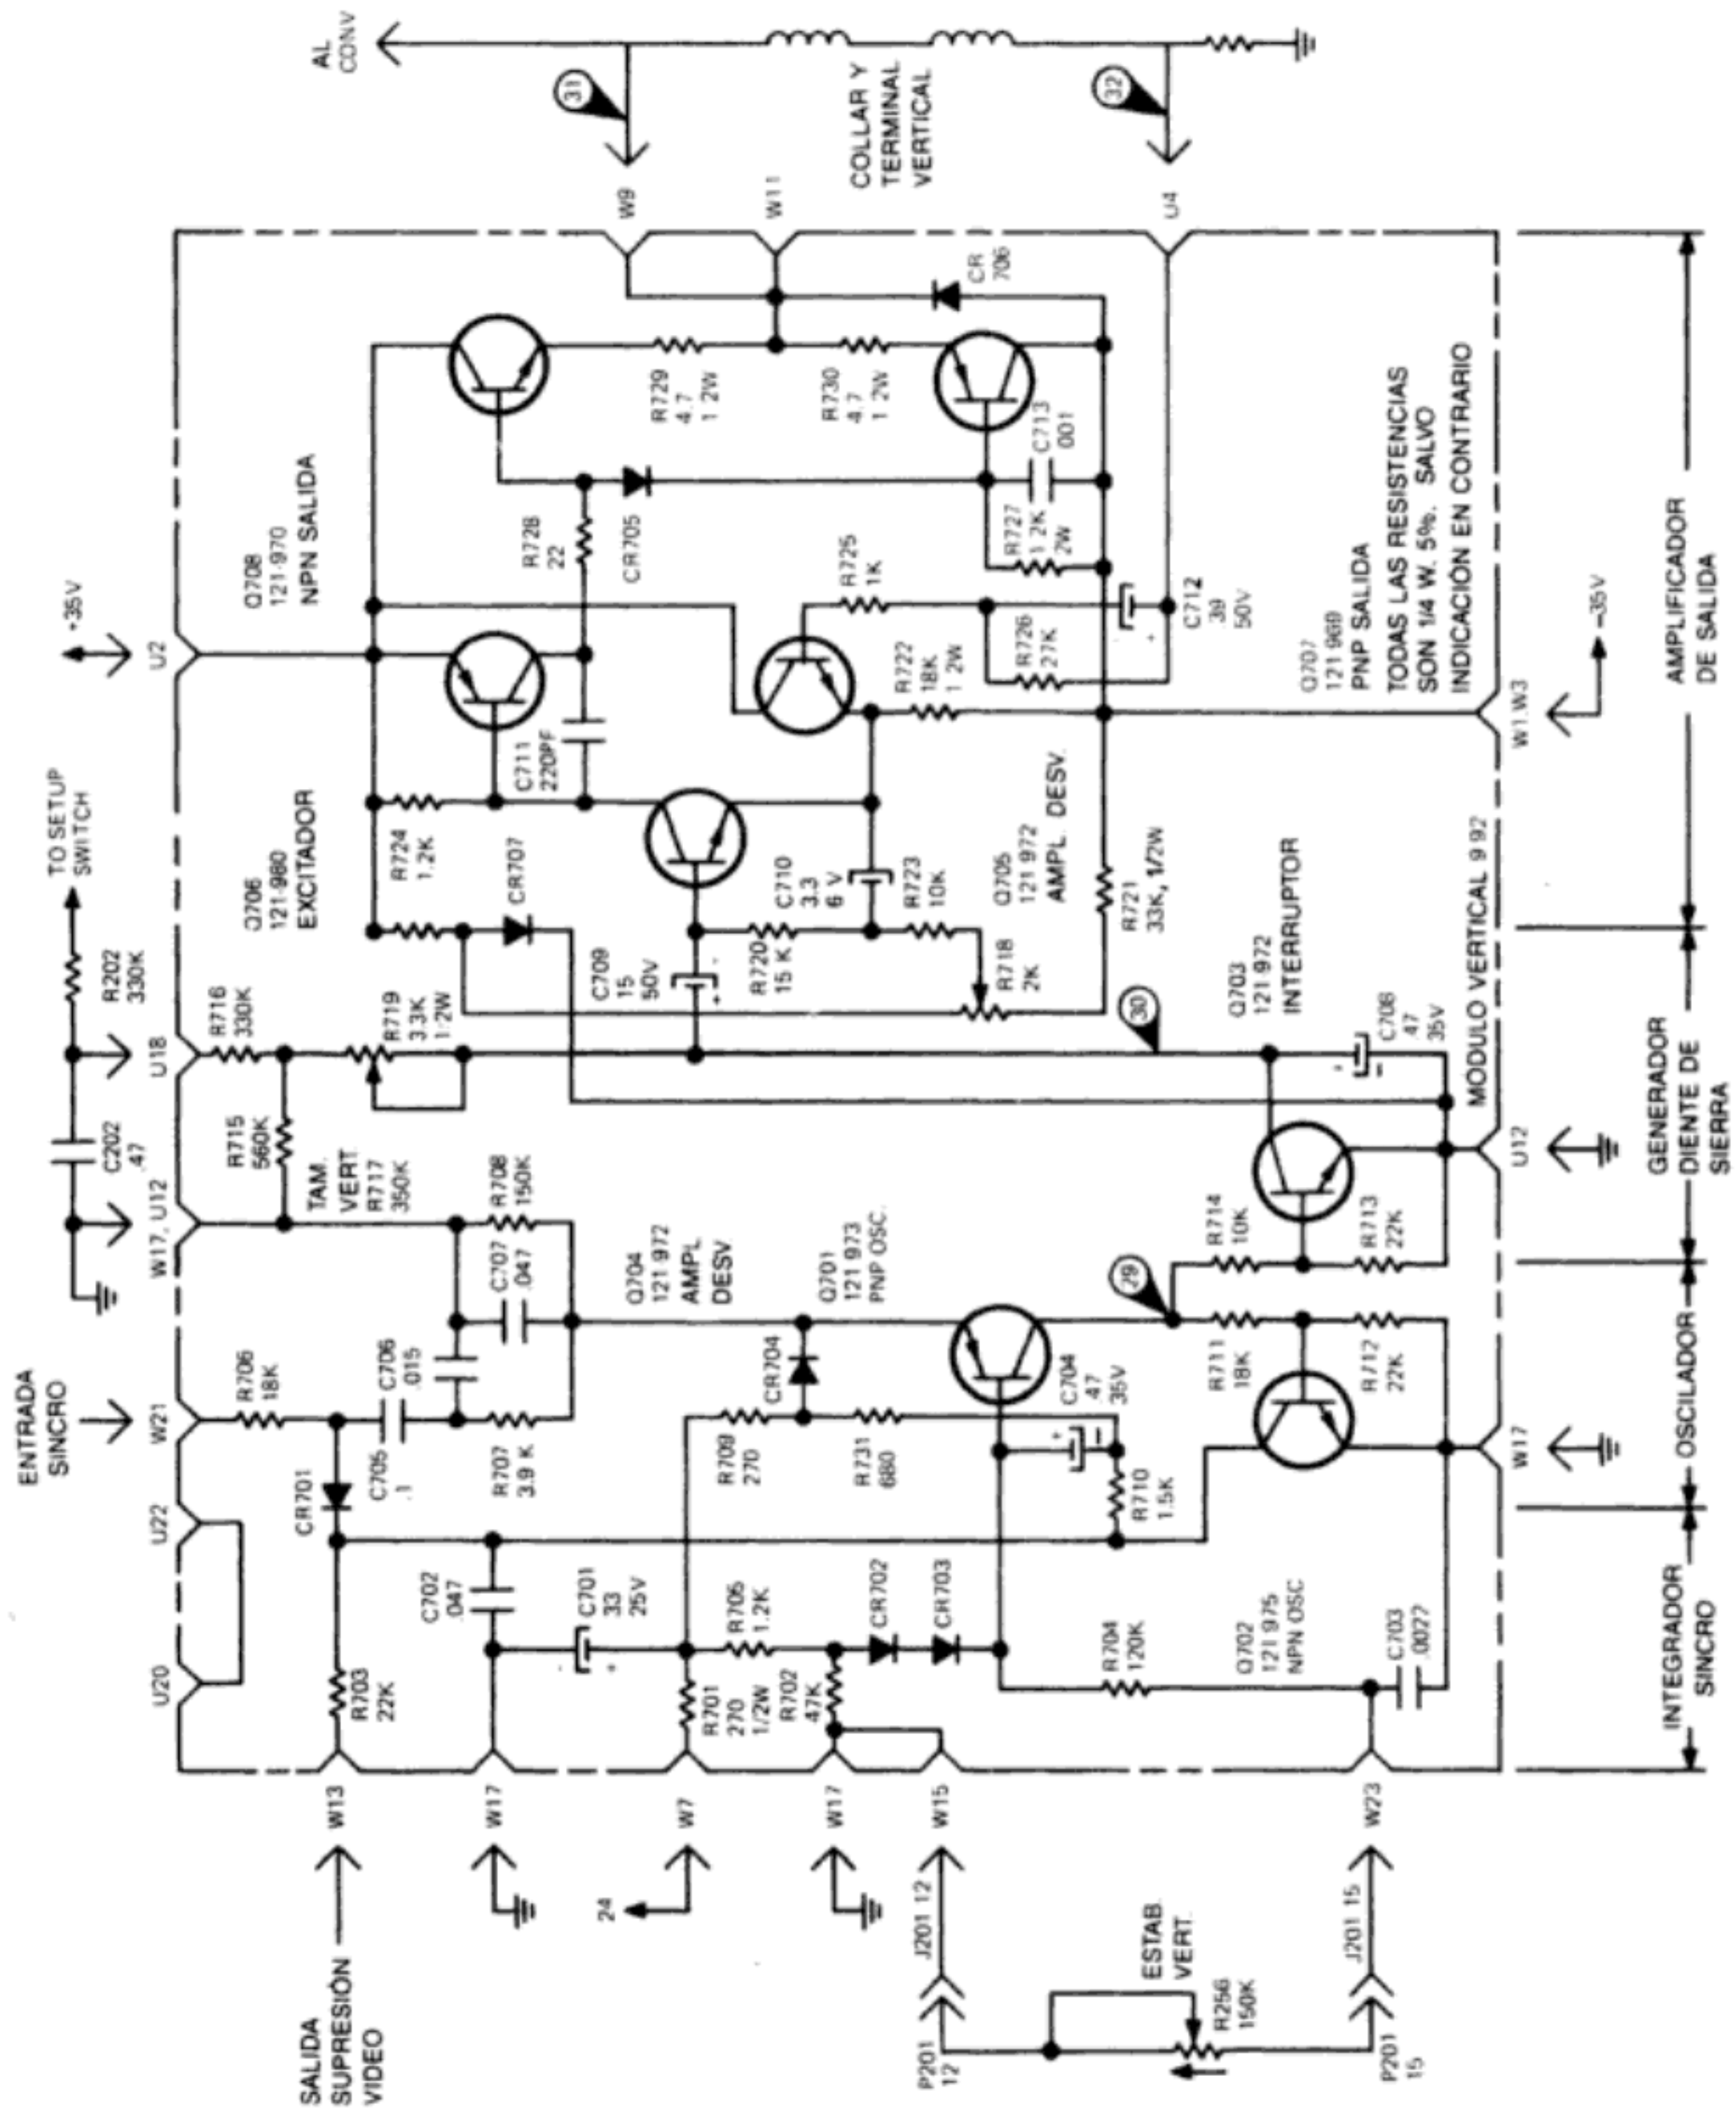 SALIDA
SUPRESIÓN
VIDEO
W13
W17
24
W7
W17
P201
12
J201 12
W15
ESTAB.
VERT.
R256
150K
P201
15
J201 15
W23
ENTRADA
SINCRO
U20
U22
W21
W17, U12
C202
.47
U18
R202
330K
TO SETUP
SWITCH
U2
+35V
R703
22K
CR701
R706
18K
C705
.1
C706
.015
R707
3.9 K
C707
.047
R708
150K
C702
.047
C701
33
25V
R701
270
1/2W
R705
1.2K
R702
47K
CR702
CR703
R709
270
R731
680
CR704
C704
.47
35V
R710
1.5K
R704
120K
Q702
121 975
NPN OSC
C703
.0022
Q701
121 973
PNP OSC.
Q704
121 972
AMPL
DESV.
29
R711
18K
R712
22K
R714
10K
R713
22K
R715
560K
TAM.
VERT.
R717
350K
R716
330K
R719
3.3K
1 2W
30
Q703
121 972
INTERRUPTOR
C708
.47
35V
C709
15
50V
R720
15 K
R718
2K
C710
3.3
6 V
R723
10K
Q705
121 972
AMPL. DESV.
R721
33K, 1/2W
Q706
121-980
EXCITADOR
R724
1.2K
CR707
C711
220PF
R722
18K
1 2W
R725
1K
R726
27K
C712
39
50V
Q708
121-970
NPN SALIDA
R728
22
CR705
R727
1 2K
2W
C713
001
R729
4.7
1 2W
R730
4.7
1 2W
CR
706
Q707
121 969
PNP SALIDA
TODAS LAS RESISTENCIAS
SON 1/4 W. 5%. SALVO
INDICACIÓN EN CONTRARIO
AL
CONV
31
W9
W11
COLLAR Y
TERMINAL
VERTICAL
32
U4
W17
U12
W1.W3
-35V
MÓDULO VERTICAL 9 92
INTEGRADOR
SINCRO
OSCILADOR
GENERADOR
DIENTE DE
SIERRA
AMPLIFICADOR
DE SALIDA